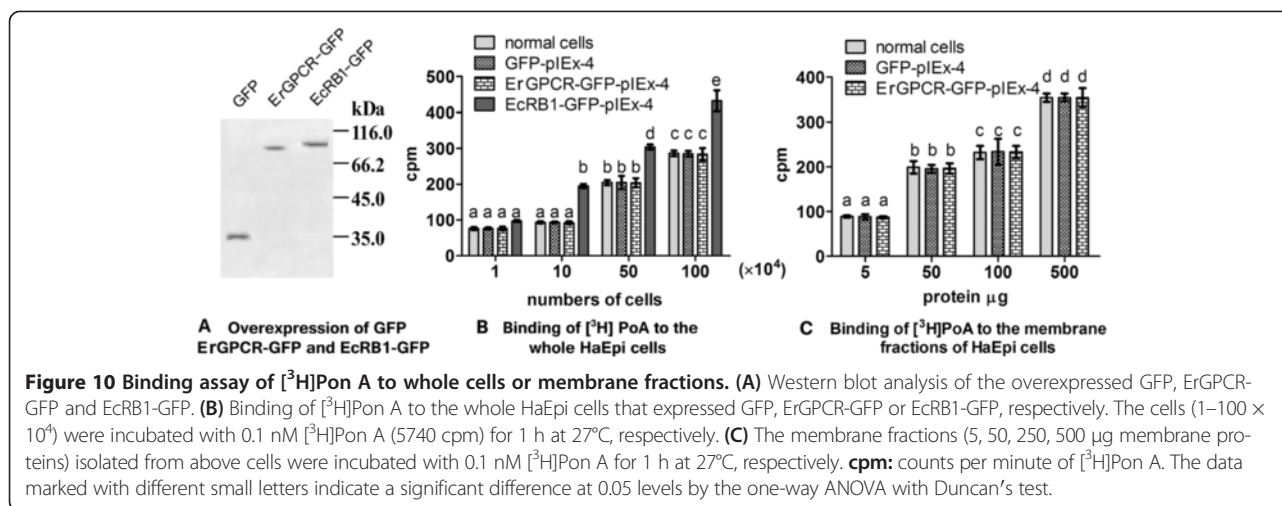 GFP
ErGPCR-GFP
EcRB1-GFP
kDa
116.0
66.2
45.0
35.0
A Overexpression of GFP
ErGPCR-GFP and EcRB1-GFP
normal cells
GFP-pIEx-4
ErGPCR-GFP-pIEx-4
EcRB1-GFP-pIEx-4
cpm
500
400
300
200
100
0
a a a a
a a a b
b b b d
c c c e
1 10 50 100 (×10⁴)
numbers of cells
B Binding of [³H] PoA to the
whole HaEpi cells
normal cells
GFP-pIEx-4
ErGPCR-GFP-pIEx-4
cpm
400
300
200
100
0
a a a
b b b
c c c
d d d
5 50 100 500
protein µg
C Binding of [³H]PoA to the membrane
fractions of HaEpi cells
Figure 10 Binding assay of [³H]Pon A to whole cells or membrane fractions. (A) Western blot analysis of the overexpressed GFP, ErGPCR-
GFP and EcRB1-GFP. (B) Binding of [³H]Pon A to the whole HaEpi cells that expressed GFP, ErGPCR-GFP or EcRB1-GFP, respectively. The cells (1–100 ×
10⁴) were incubated with 0.1 nM [³H]Pon A (5740 cpm) for 1 h at 27°C, respectively. (C) The membrane fractions (5, 50, 250, 500 µg membrane pro-
teins) isolated from above cells were incubated with 0.1 nM [³H]Pon A for 1 h at 27°C, respectively. cpm: counts per minute of [³H]Pon A. The data
marked with different small letters indicate a significant difference at 0.05 levels by the one-way ANOVA with Duncan′s test.